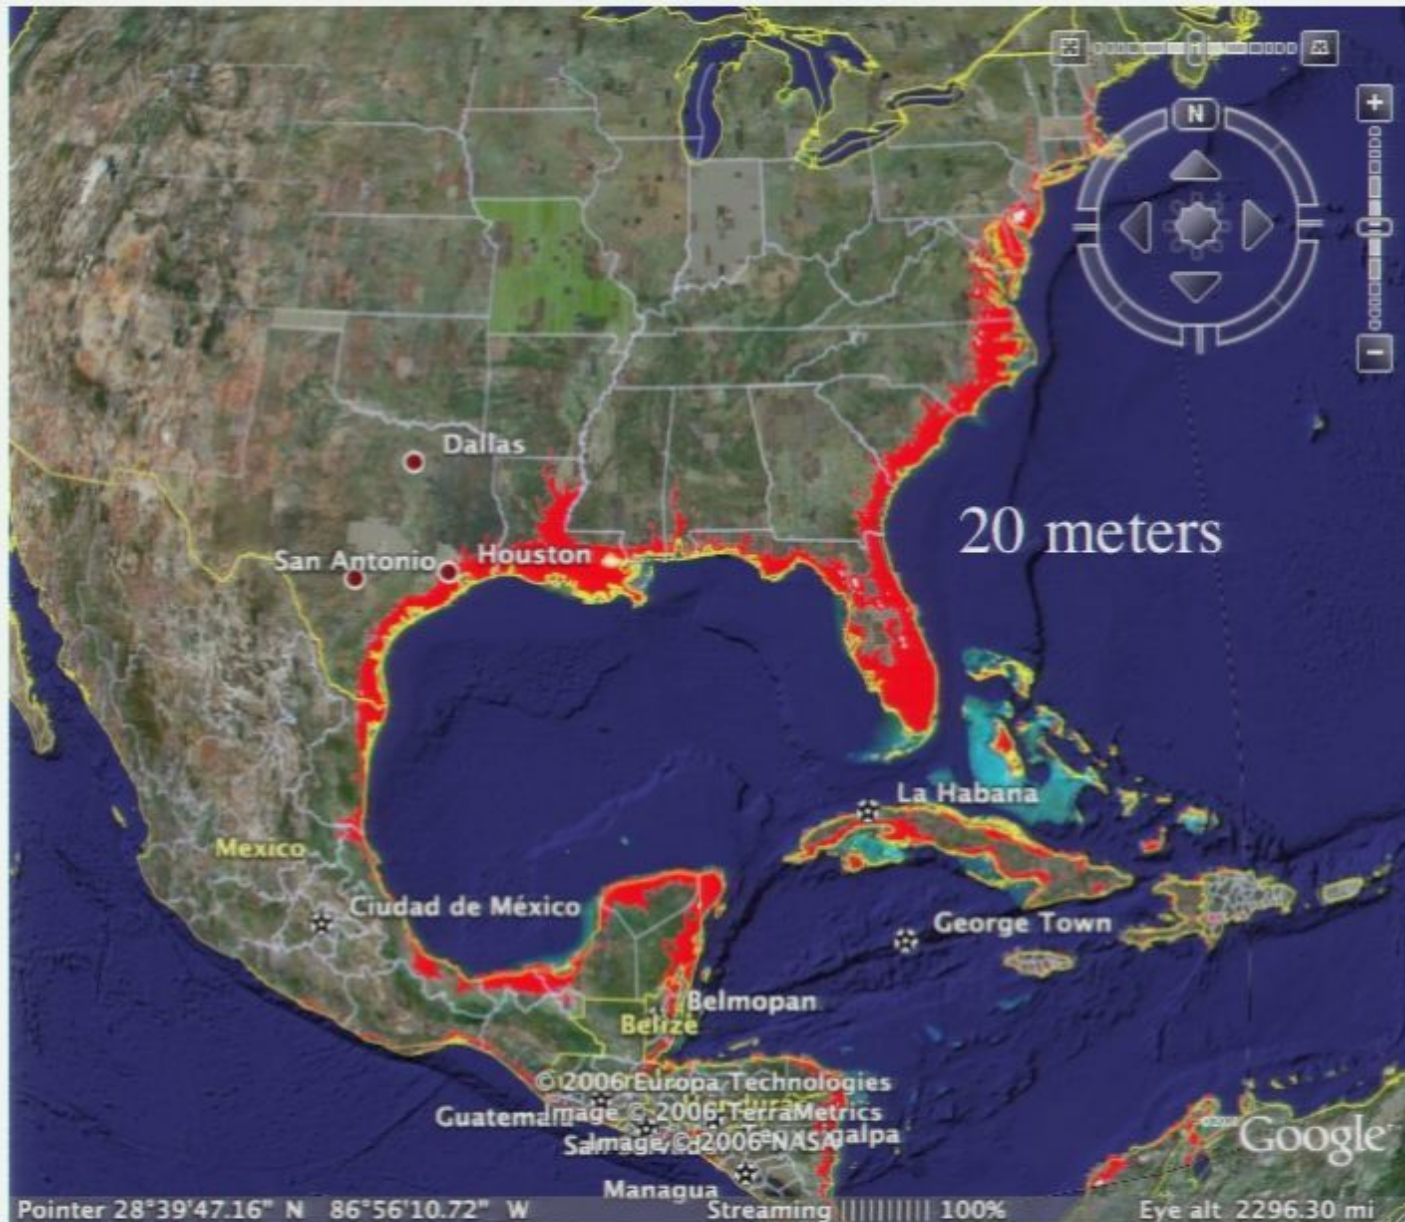 N
+
−
Dallas
20 meters
San Antonio
Houston
La Habana
Mexico
Ciudad de México
George Town
Belmopan
Belize
© 2006 Europa Technologies
Image © 2006 TerraMetrics
Image © 2006 NASA
Managua
Google
Pointer 28°39'47.16" N 86°56'10.72" W Streaming |||||||||| 100% Eye alt 2296.30 mi